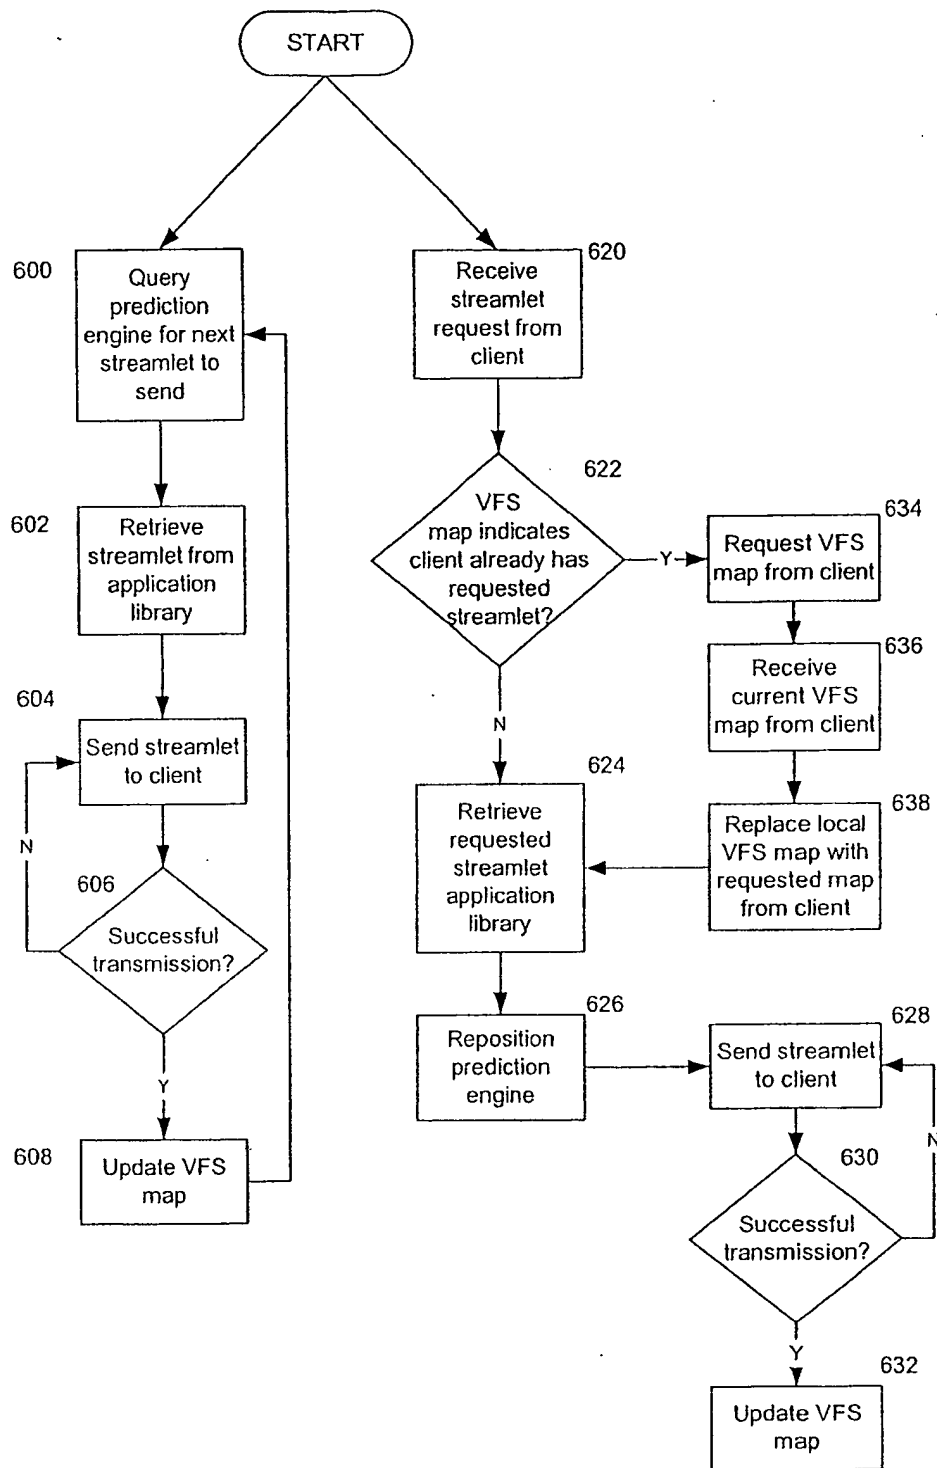 START
600
Query
prediction
engine for next
streamlet to
send
602
Retrieve
streamlet from
application
library
604
Send streamlet
to client
N
606
Successful
transmission?
Y
608
Update VFS
map
620
Receive
streamlet
request from
client
622
VFS
map indicates
client already has
requested
streamlet?
Y
N
634
Request VFS
map from client
636
Receive
current VFS
map from client
638
Replace local
VFS map with
requested map
from client
624
Retrieve
requested
streamlet
application
library
626
Reposition
prediction
engine
628
Send streamlet
to client
N
630
Successful
transmission?
Y
632
Update VFS
map